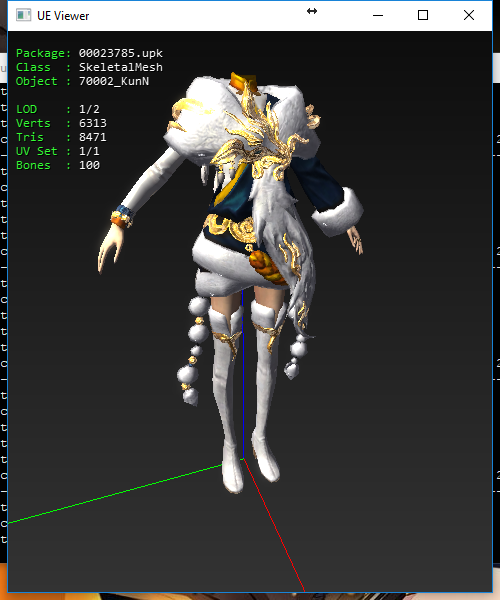 UE Viewer
Package: 00023785.upk
Class  : SkeletalMesh
Object : 70002_KunN
LOD    : 1/2
Verts  : 6313
Tris   : 8471
UV Set : 1/1
Bones  : 100